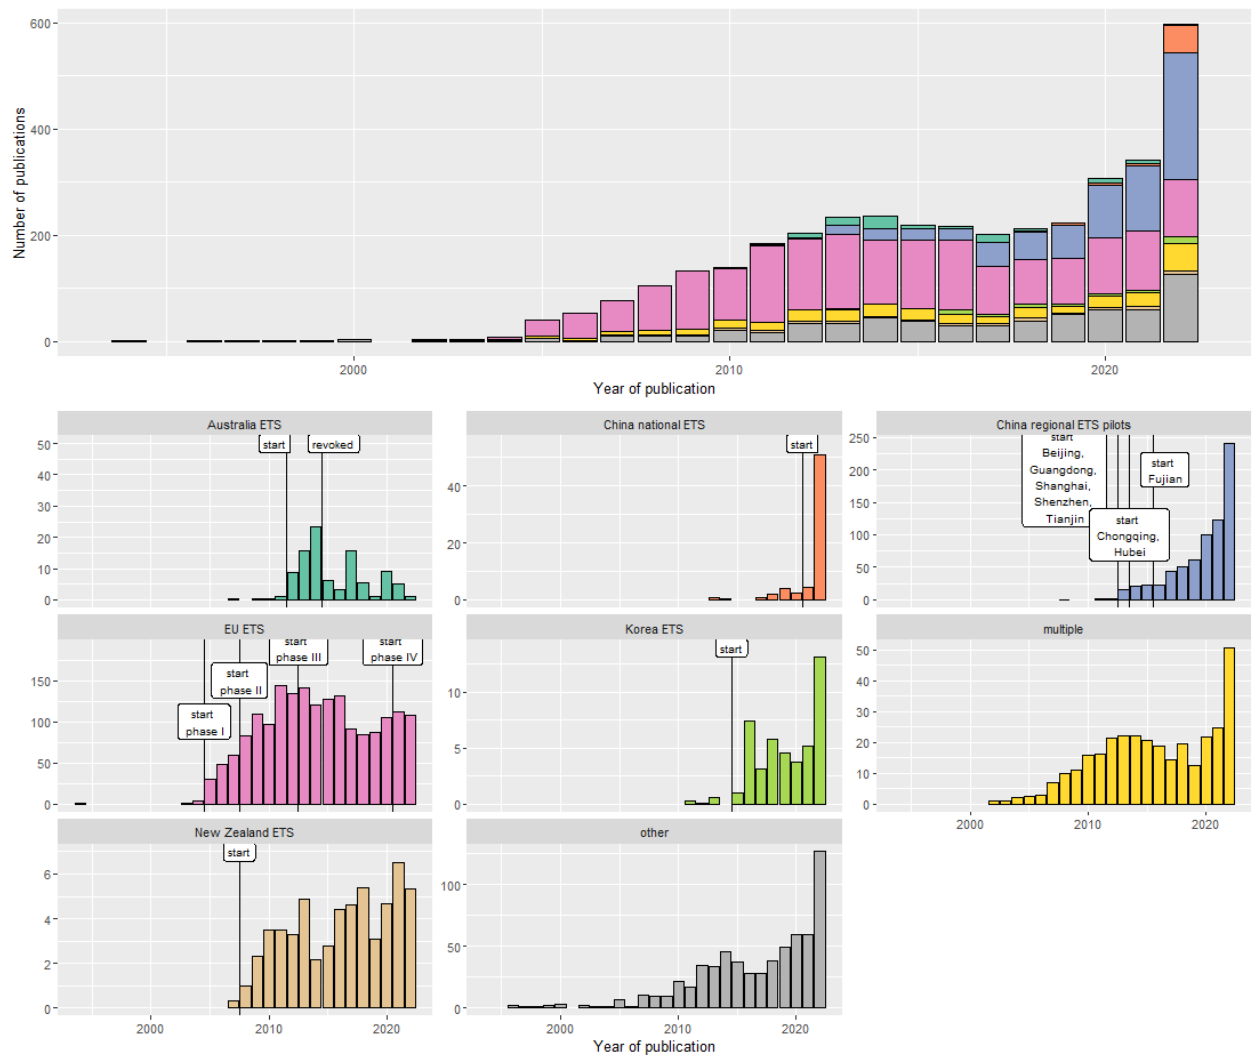 600
400
200
0
Number of publications
2000
2010
2020
Year of publication
Australia ETS
50
40
30
20
10
0
start
revoked
China national ETS
40
20
0
start
China regional ETS pilots
250
200
150
100
50
0
start
Beijing,
Guangdong,
Shanghai,
Shenzhen,
Tianjin
start
Chongqing,
Hubei
start
Fujian
EU ETS
150
100
50
0
start
phase I
start
phase II
start
phase III
start
phase IV
Korea ETS
10
5
0
start
multiple
50
40
30
20
10
0
2000
2010
2020
New Zealand ETS
6
4
2
0
start
2000
2010
2020
other
100
50
0
2000
2010
2020
Year of publication